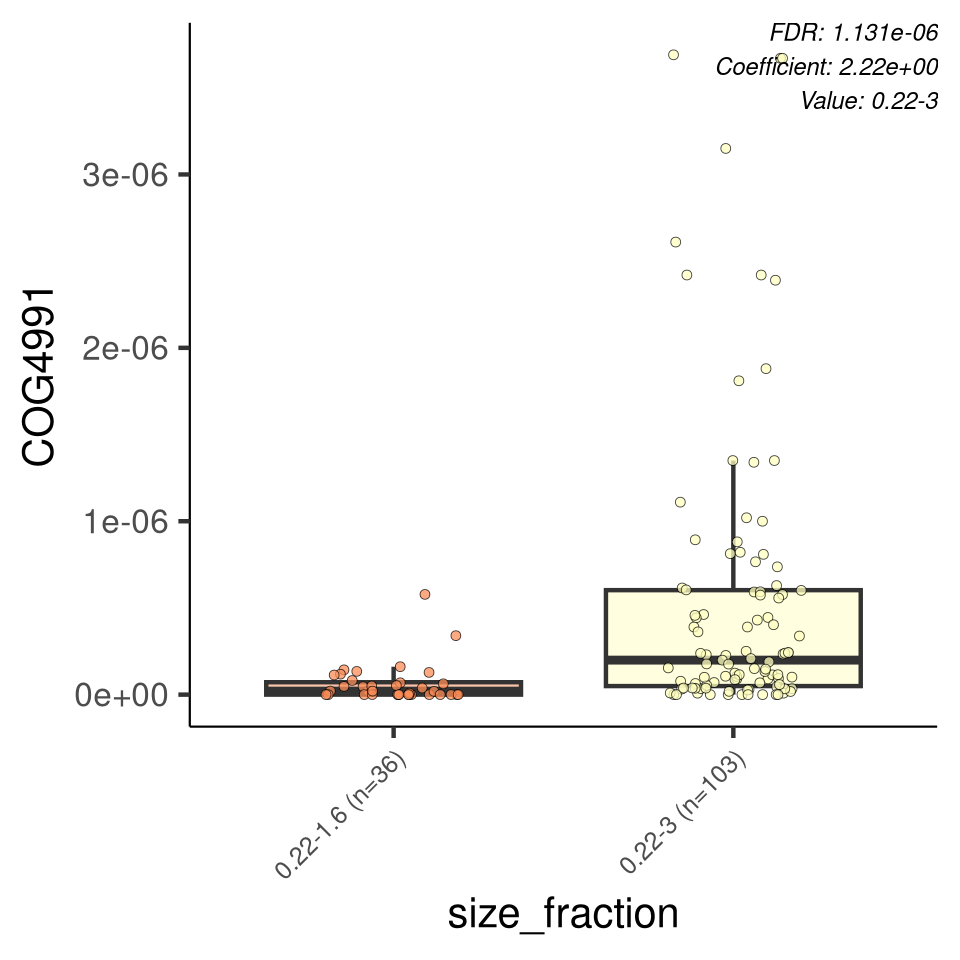 FDR: 1.131e-06
Coefficient: 2.22e+00
Value: 0.22-3
COG4991
3e-06
2e-06
1e-06
0e+00
0.22-1.6 (n=36)
0.22-3 (n=103)
size_fraction